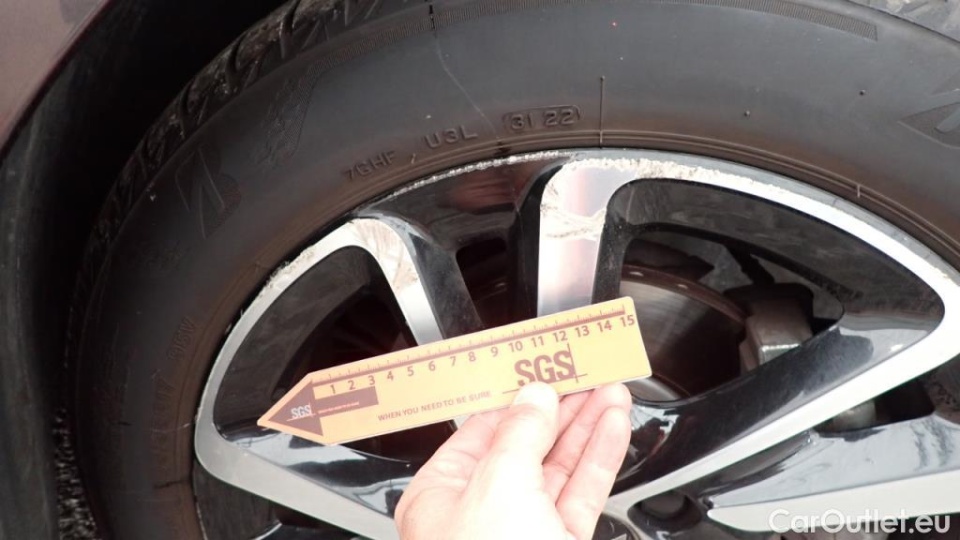 7GHF U3L 3122
1 2 3 4 5 6 7 8 9 10 11 12 13 14 15
SGS
SGS
WHEN YOU NEED TO BE SURE
CarOutlet.eu